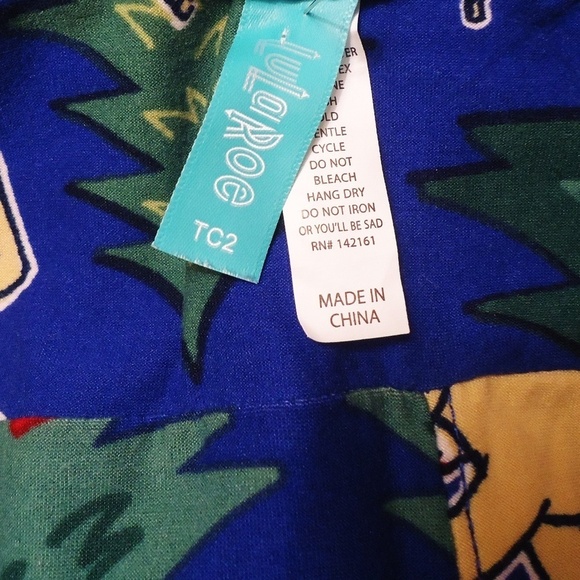 LuLaRoe
TC2
GENTLE
CYCLE
DO NOT
BLEACH
HANG DRY
DO NOT IRON
OR YOU'LL BE SAD
RN# 142161
MADE IN
CHINA